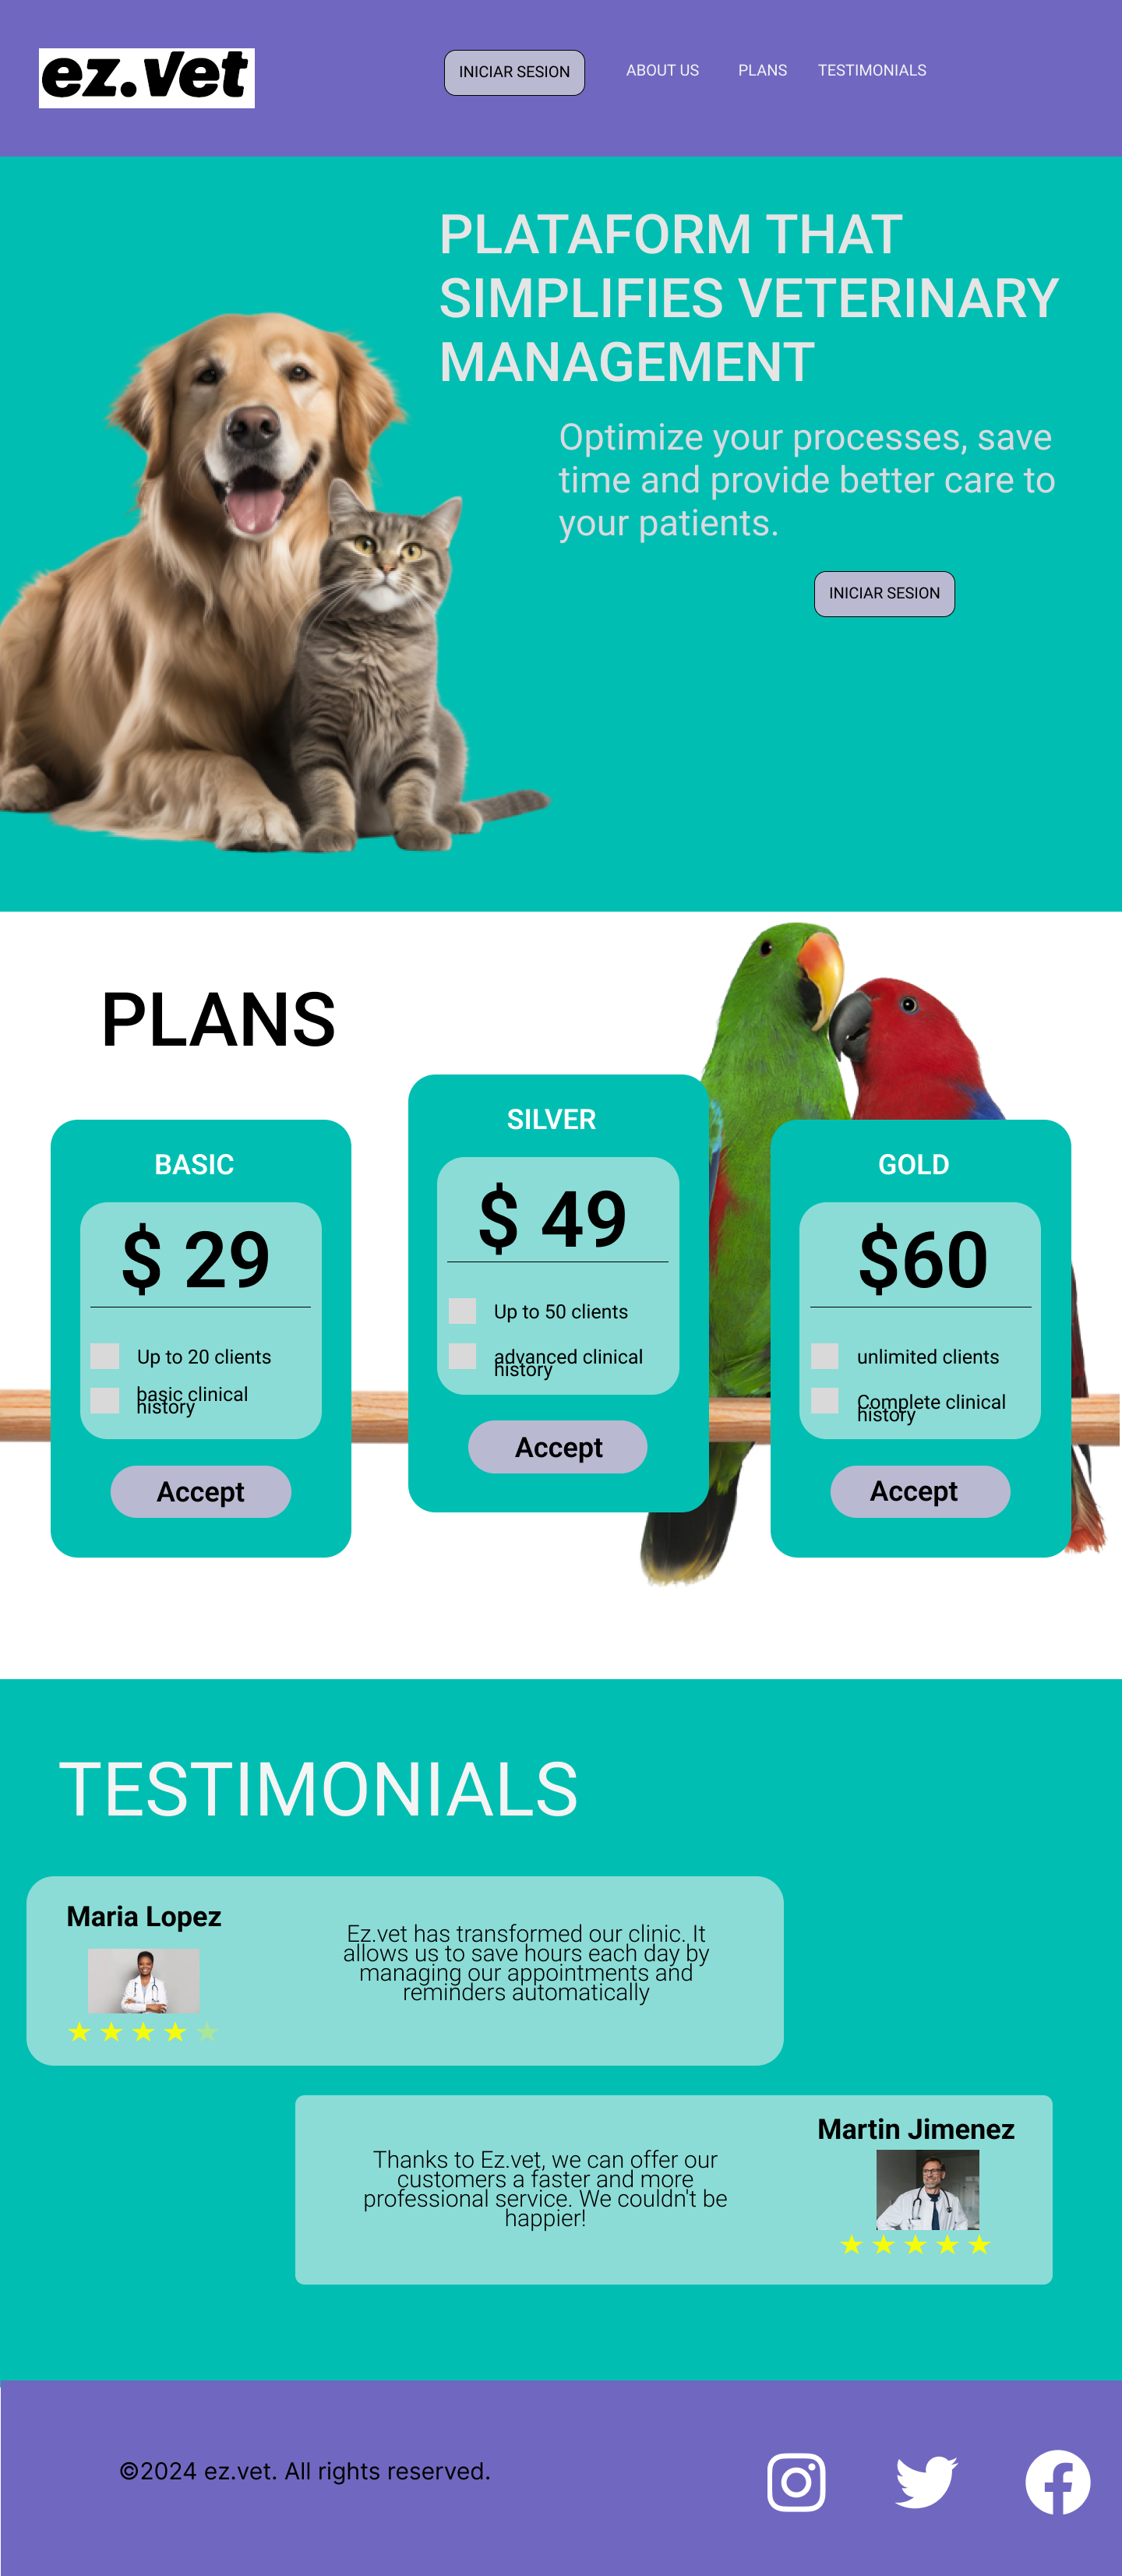 ez.vet
INICIAR SESION
ABOUT US
PLANS
TESTIMONIALS
PLATAFORM THAT
SIMPLIFIES VETERINARY
MANAGEMENT
Optimize your processes, save
time and provide better care to
your patients.
INICIAR SESION
PLANS
BASIC
$ 29
Up to 20 clients
basic clinical
history
Accept
SILVER
$ 49
Up to 50 clients
advanced clinical
history
Accept
GOLD
$60
unlimited clients
Complete clinical
history
Accept
TESTIMONIALS
Maria Lopez
Ez.vet has transformed our clinic. It
allows us to save hours each day by
managing our appointments and
reminders automatically
Martin Jimenez
Thanks to Ez.vet, we can offer our
customers a faster and more
professional service. We couldn't be
happier!
©2024 ez.vet. All rights reserved.